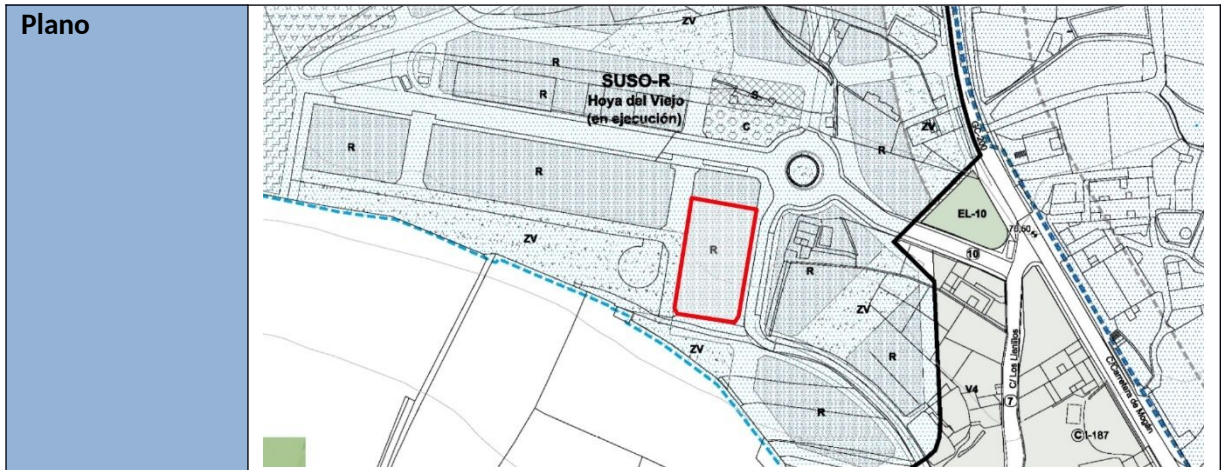 Plano
ZV
R
SUSO-R
Hoya del Viejo
(en ejecución)
R
S
C
ZV
GC-200
R
R
R
R
EL-10
70.60
10
ZV
R
ZV
R
ZV
R
V4
C/ Los Llanillos
7
C/Carretera de Mogán
C I-187